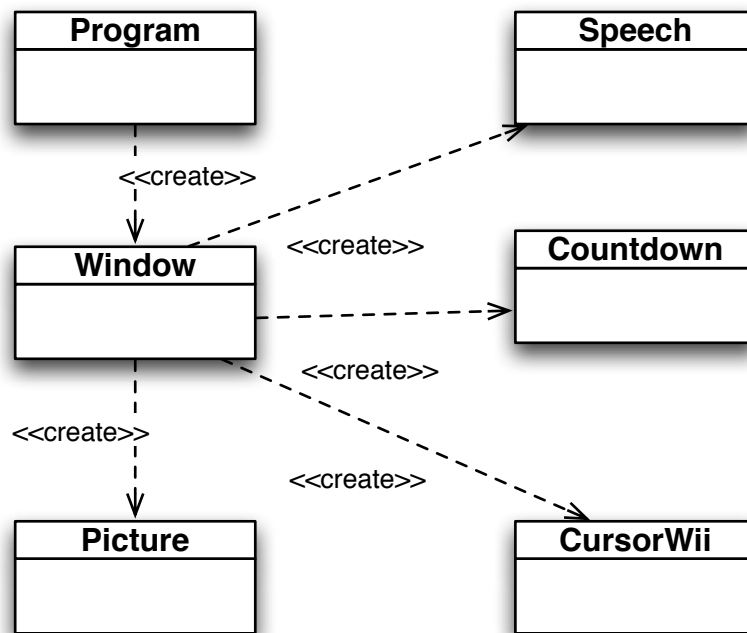 Program
Speech
<<create>>
<<create>>
Window
Countdown
<<create>>
<<create>>
<<create>>
Picture
CursorWii